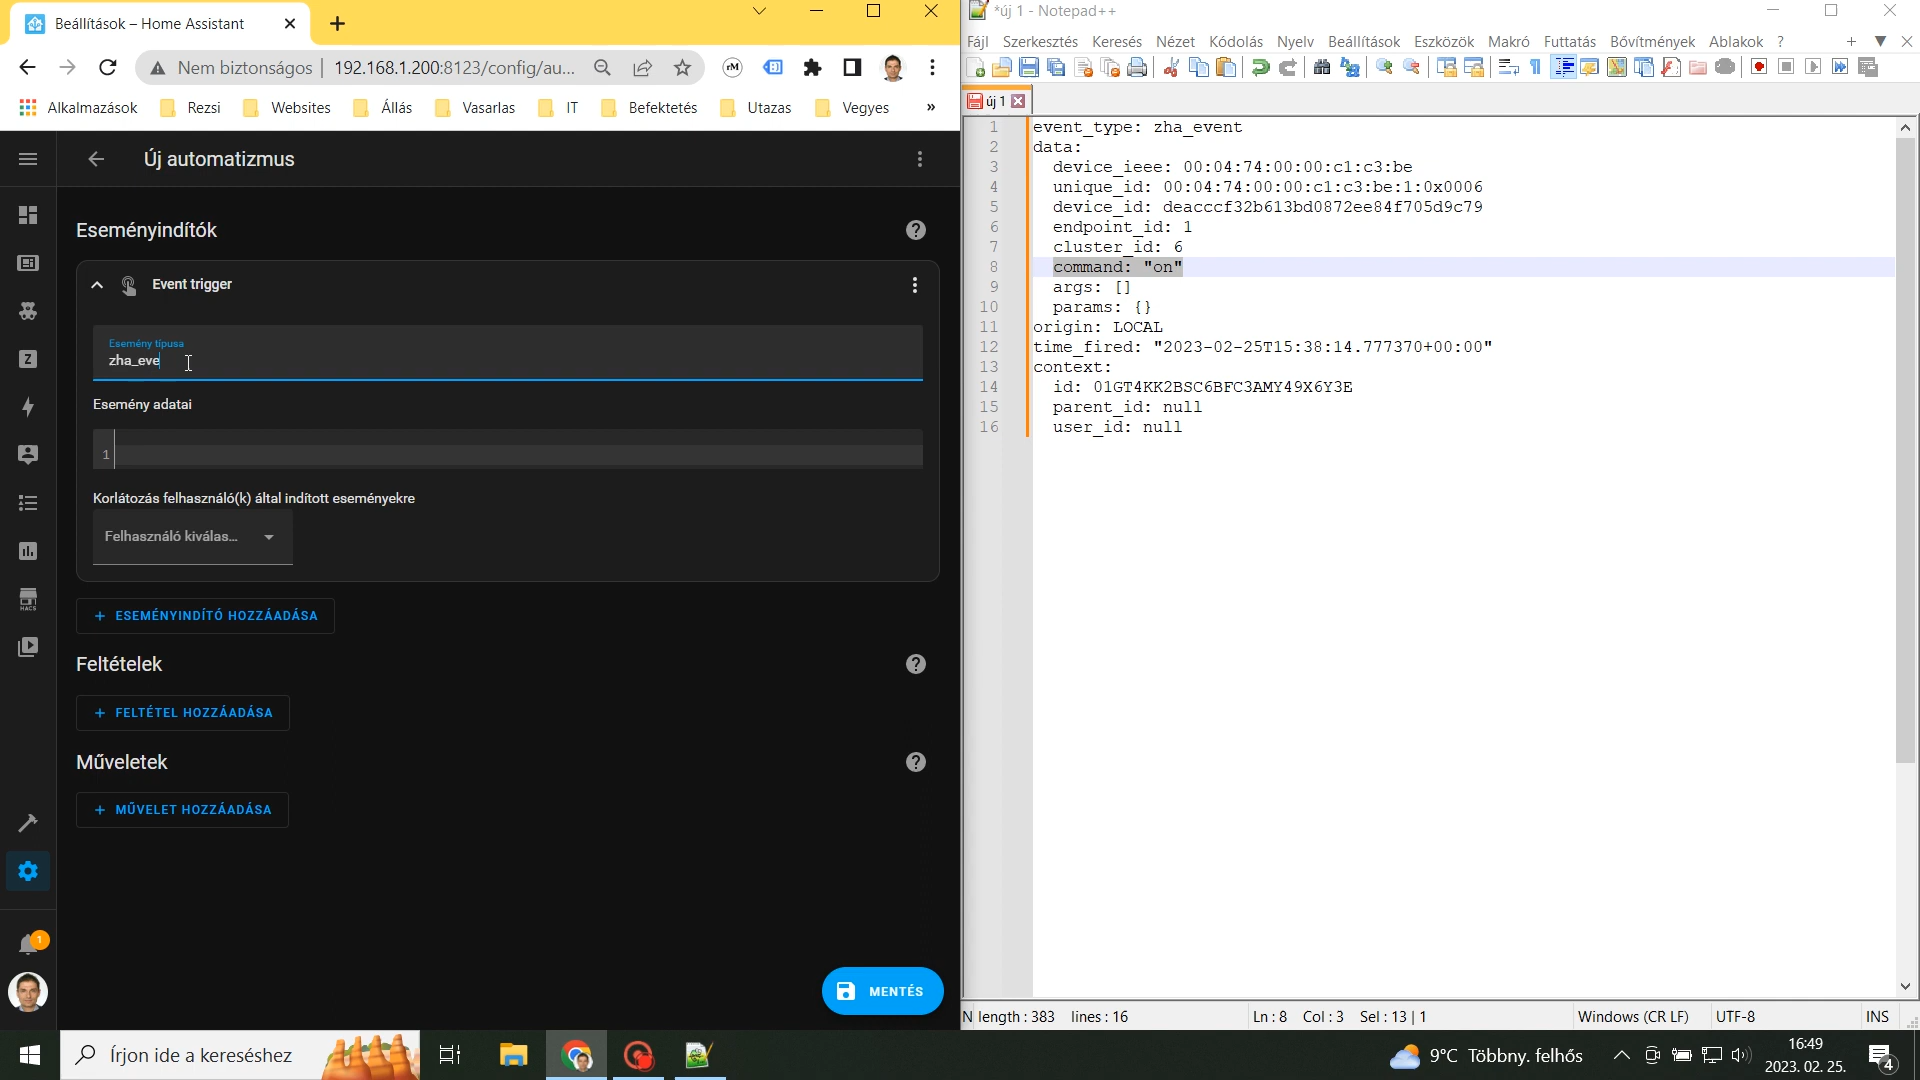 Beállítások – Home Assistant
Nem biztonságos | 192.168.1.200:8123/config/au...
Alkalmazások Rezsi Websites Állás Vasarlas IT Befektetés Utazas Vegyes »
Új automatizmus
Eseményindítók
Event trigger
Esemény típusa
zha_eve
Esemény adatai
1
Korlátozás felhasználó(k) által indított eseményekre
Felhasználó kiválas...
+ ESEMÉNYINDÍTÓ HOZZÁADÁSA
Feltételek
+ FELTÉTEL HOZZÁADÁSA
Műveletek
+ MŰVELET HOZZÁADÁSA
HACS
1
MENTÉS
*új 1 - Notepad++
Fájl Szerkesztés Keresés Nézet Kódolás Nyelv Beállítások Eszközök Makró Futtatás Bővítmények Ablakok ?
új 1
1 event_type: zha_event
2 data:
3 device_ieee: 00:04:74:00:00:c1:c3:be
4 unique_id: 00:04:74:00:00:c1:c3:be:1:0x0006
5 device_id: deacccf32b613bd0872ee84f705d9c79
6 endpoint_id: 1
7 cluster_id: 6
8 command: "on"
9 args: []
10 params: {}
11 origin: LOCAL
12 time_fired: "2023-02-25T15:38:14.777370+00:00"
13 context:
14 id: 01GT4KK2BSC6BFC3AMY49X6Y3E
15 parent_id: null
16 user_id: null
N length : 383 lines : 16 Ln : 8 Col : 3 Sel : 13 | 1 Windows (CR LF) UTF-8 INS
Írjon ide a kereséshez
9°C Többny. felhős
16:49
2023. 02. 25.
4